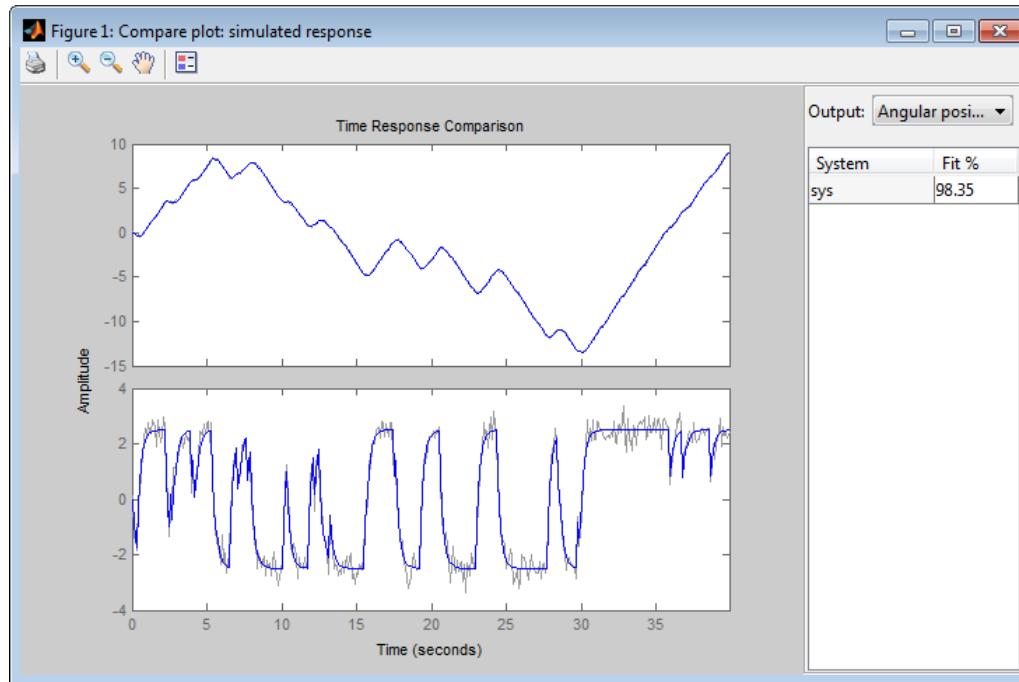 Figure 1: Compare plot: simulated response
Output: Angular posi...
Time Response Comparison
System Fit %
sys 98.35
Amplitude
10
5
0
-5
-10
-15
4
2
0
-2
-4
0 5 10 15 20 25 30 35
Time (seconds)